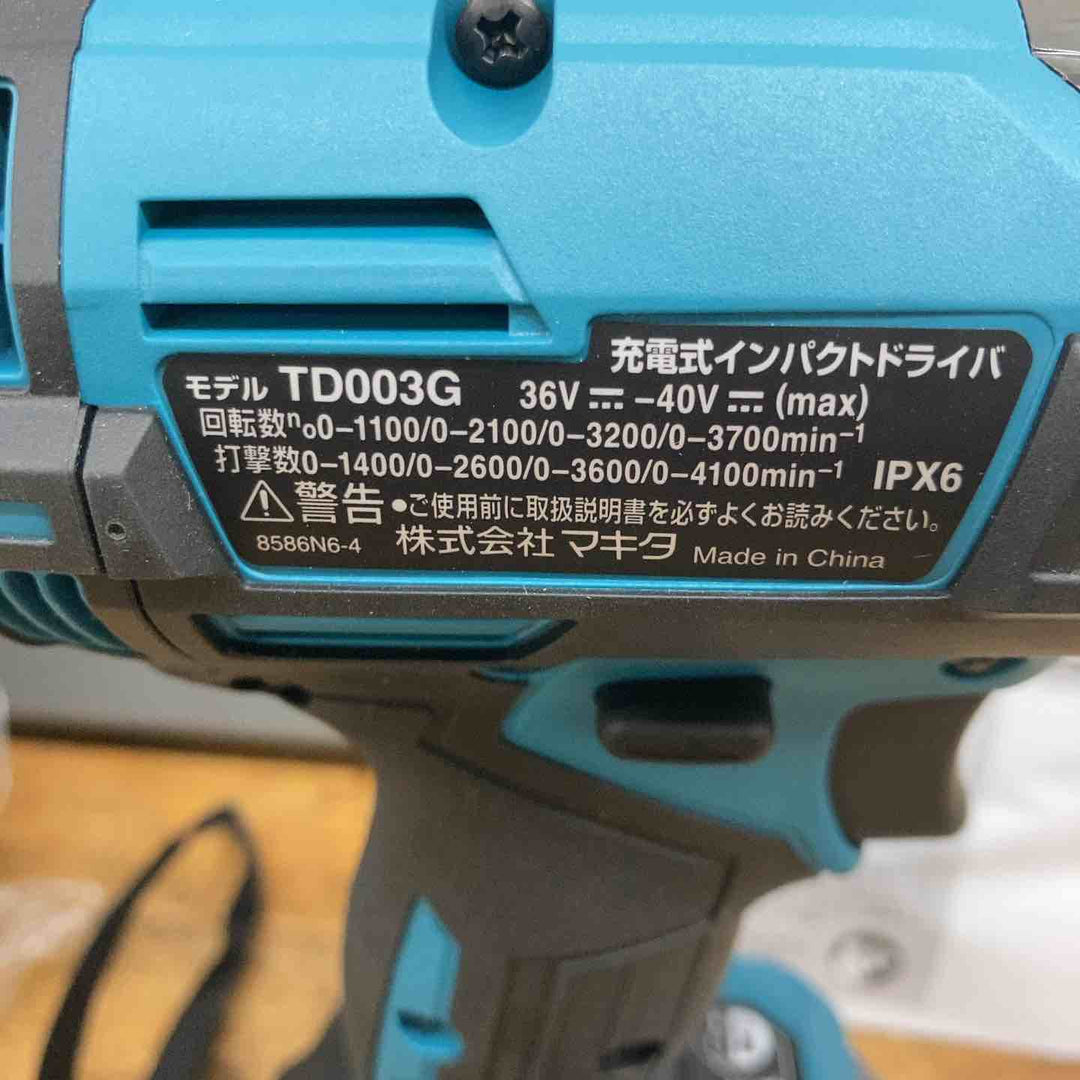 充電式インパクトドライバ
モデル TD003G 36V ⎓ –40V ⎓ (max)
回転数n₀0–1100/0–2100/0–3200/0–3700min⁻¹
打撃数0–1400/0–2600/0–3600/0–4100min⁻¹ IPX6
⚠警告 ●ご使用前に取扱説明書を必ずよくお読みください。
8586N6-4 株式会社 マキタ Made in China